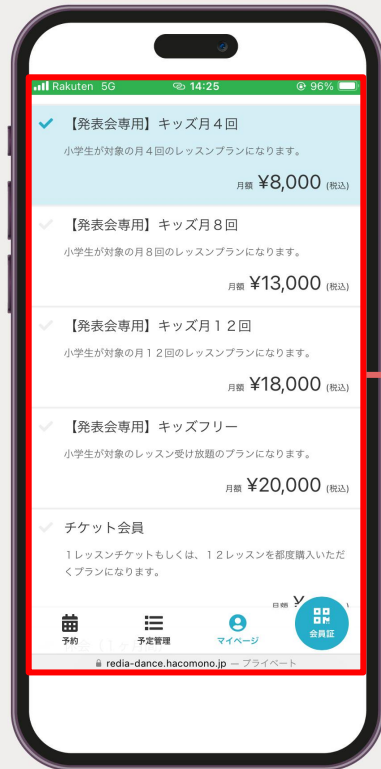 Rakuten 5G 14:25 96%
【発表会専用】キッズ月４回
小学生が対象の月４回のレッスンプランになります。
月額 ¥8,000 (税込)
【発表会専用】キッズ月８回
小学生が対象の月８回のレッスンプランになります。
月額 ¥13,000 (税込)
【発表会専用】キッズ月１２回
小学生が対象の月１２回のレッスンプランになります。
月額 ¥18,000 (税込)
【発表会専用】キッズフリー
小学生が対象のレッスン受け放題のプランになります。
月額 ¥20,000 (税込)
チケット会員
１レッスンチケットもしくは、１２レッスンを都度購入いただ
くプランになります。
月額 ¥
予約 予定管理 マイページ 会員証
redia-dance.hacomono.jp — プライベート